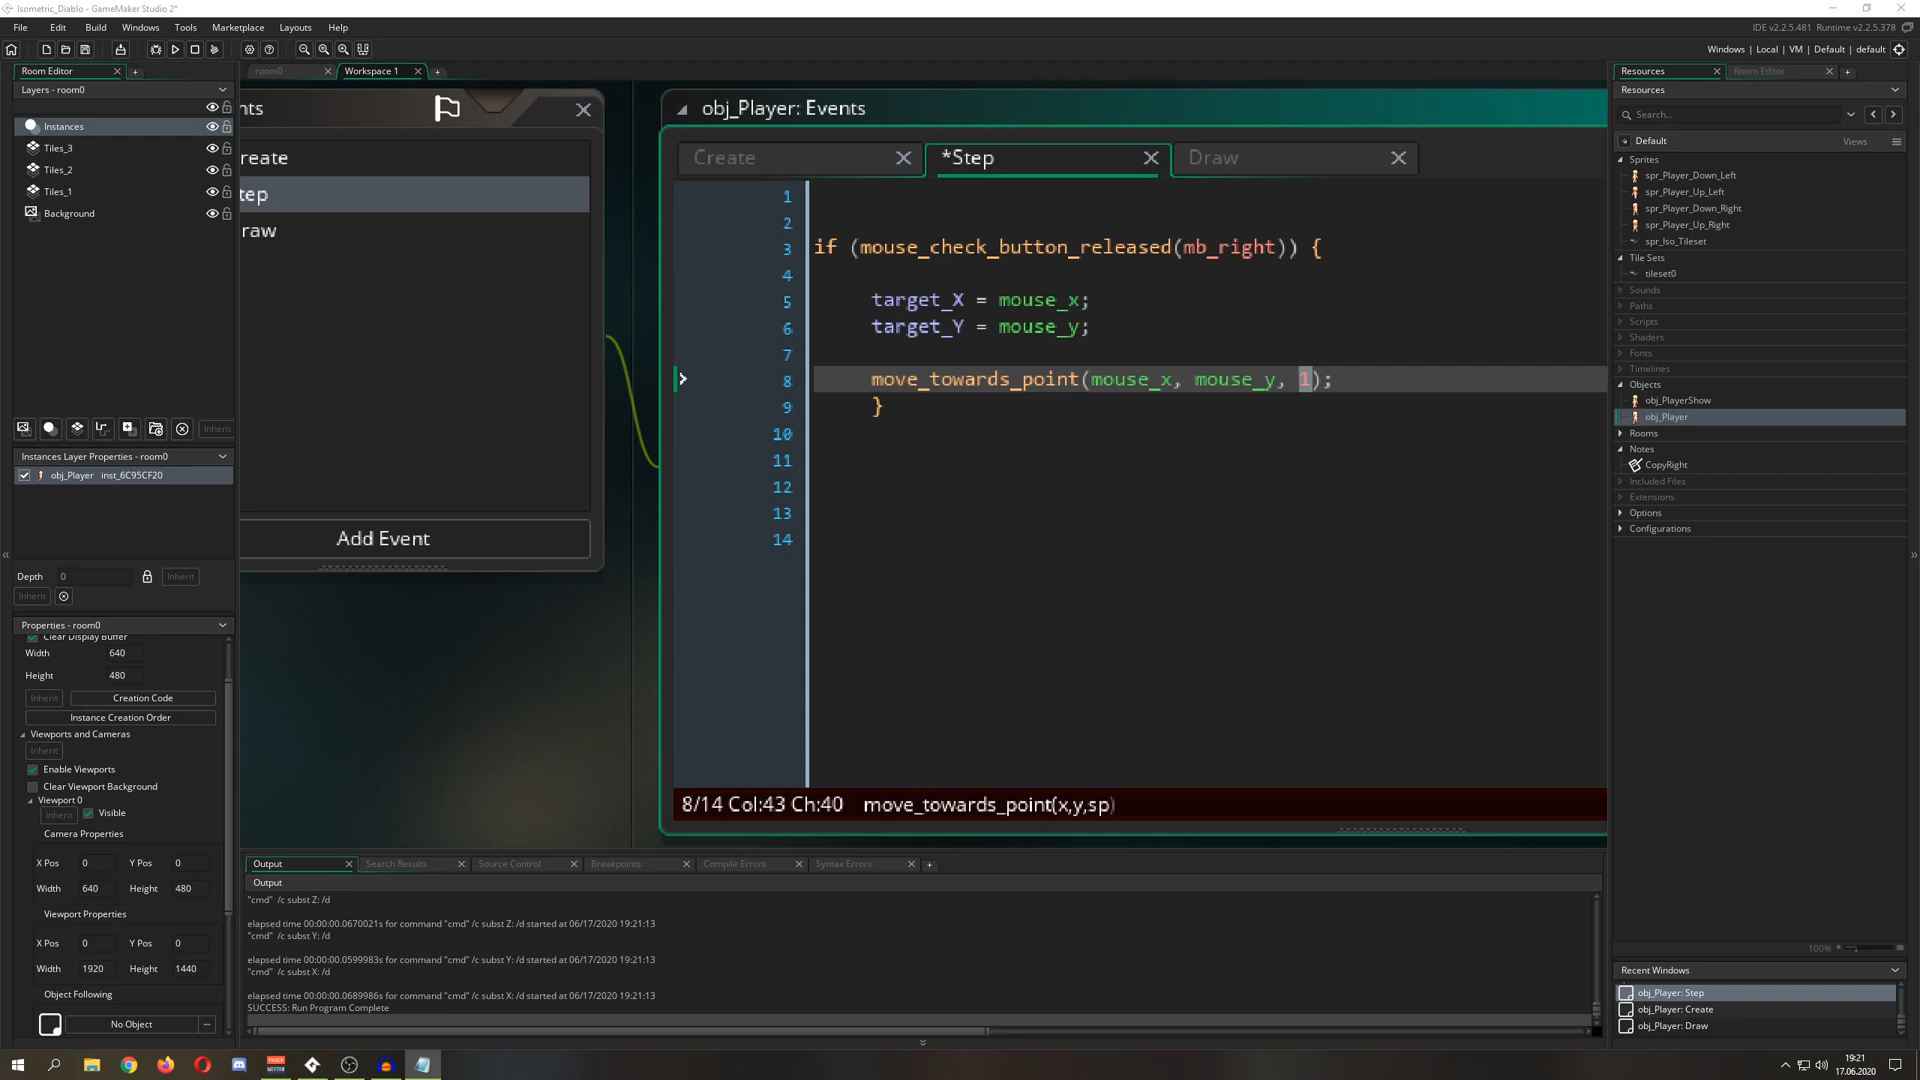 Isometric_Diablo - GameMaker Studio 2*
File Edit Build Windows Tools Marketplace Layouts Help
IDE v2.2.5.481 Runtime v2.2.5.378
Windows | Local | VM | Default | default
Room Editor
room0
Workspace 1
Resources
Room Editor
Layers - room0
Instances
Tiles_3
Tiles_2
Tiles_1
Background
Inherit
Instances Layer Properties - room0
obj_Player inst_6C95CF20
Depth 0 Inherit
Inherit
Properties - room0
Clear Display Buffer
Width 640
Height 480
Inherit Creation Code
Instance Creation Order
Viewports and Cameras
Inherit
Enable Viewports
Clear Viewport Background
Viewport 0
Inherit Visible
Camera Properties
X Pos 0 Y Pos 0
Width 640 Height 480
Viewport Properties
X Pos 0 Y Pos 0
Width 1920 Height 1440
Object Following
No Object ...
nts
reate
tep
raw
Add Event
obj_Player: Events
Create *Step Draw
1
2
3 if (mouse_check_button_released(mb_right)) {
4
5 target_X = mouse_x;
6 target_Y = mouse_y;
7
8 move_towards_point(mouse_x, mouse_y, 1);
9 }
10
11
12
13
14
8/14 Col:43 Ch:40 move_towards_point(x,y,sp)
Output Search Results Source Control Breakpoints Compile Errors Syntax Errors
Output
"cmd" /c subst Z: /d
elapsed time 00:00:00.0670021s for command "cmd" /c subst Z: /d started at 06/17/2020 19:21:13
"cmd" /c subst Y: /d
elapsed time 00:00:00.0599983s for command "cmd" /c subst Y: /d started at 06/17/2020 19:21:13
"cmd" /c subst X: /d
elapsed time 00:00:00.0689986s for command "cmd" /c subst X: /d started at 06/17/2020 19:21:13
SUCCESS: Run Program Complete
Resources
Search...
Default Views
Sprites
spr_Player_Down_Left
spr_Player_Up_Left
spr_Player_Down_Right
spr_Player_Up_Right
spr_Iso_Tileset
Tile Sets
tileset0
Sounds
Paths
Scripts
Shaders
Fonts
Timelines
Objects
obj_PlayerShow
obj_Player
Rooms
Notes
CopyRight
Included Files
Extensions
Options
Configurations
100%
Recent Windows
obj_Player: Step
obj_Player: Create
obj_Player: Draw
19:21
17.06.2020